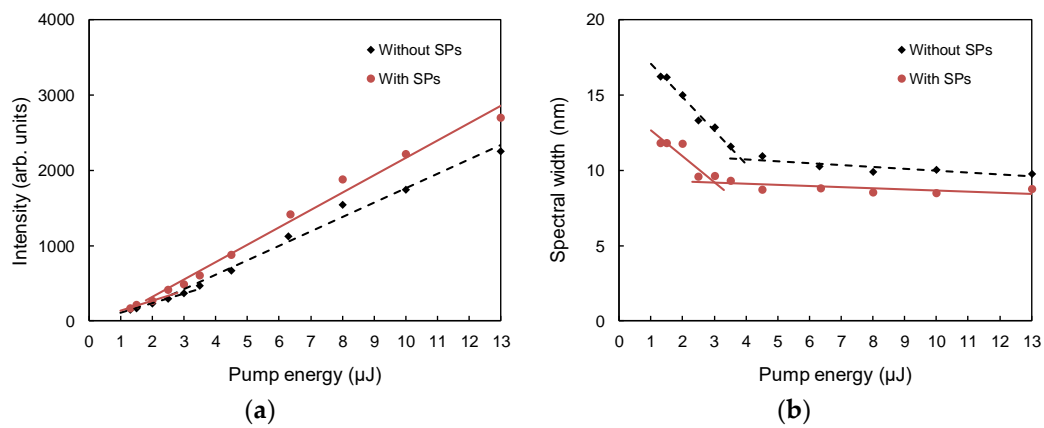 4000
3000
2000
1000
0
Intensity (arb. units)
Without SPs
With SPs
0 1 2 3 4 5 6 7 8 9 10 11 12 13
Pump energy (µJ)
(a)
20
15
10
5
0
Spectral width (nm)
Without SPs
With SPs
0 1 2 3 4 5 6 7 8 9 10 11 12 13
Pump energy (µJ)
(b)